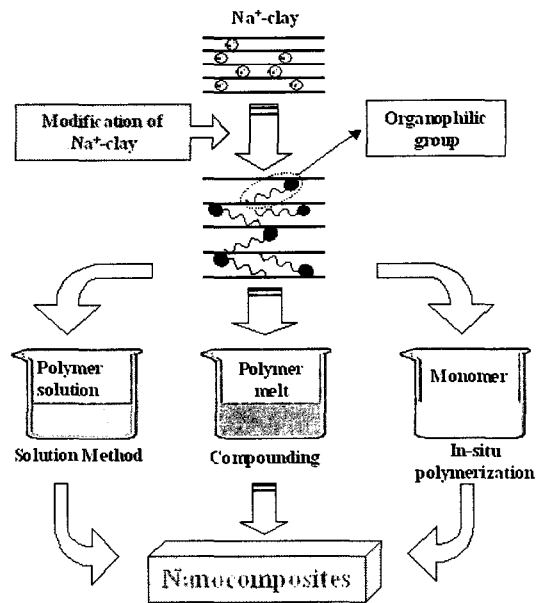 Na⁺-clay
Modification of
Na⁺-clay
Organophilic
group
Polymer
solution
Polymer
melt
Monomer
Solution Method
Compounding
In-situ
polymerization
Nanocomposites